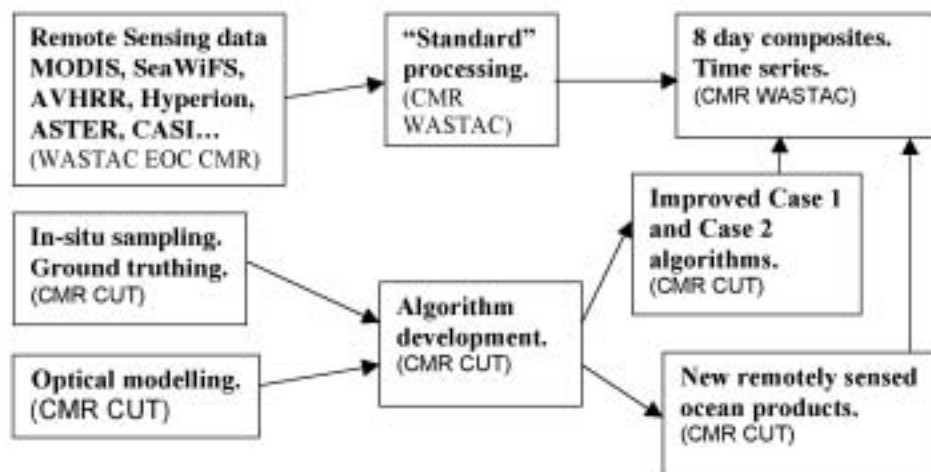 Remote Sensing data
MODIS, SeaWiFS,
AVHRR, Hyperion,
ASTER, CASI...
(WASTAC EOC CMR)
“Standard”
processing.
(CMR
WASTAC)
8 day composites.
Time series.
(CMR WASTAC)
In-situ sampling.
Ground truthing.
(CMR CUT)
Optical modelling.
(CMR CUT)
Algorithm
development.
(CMR CUT)
Improved Case 1
and Case 2
algorithms.
(CMR CUT)
New remotely sensed
ocean products.
(CMR CUT)